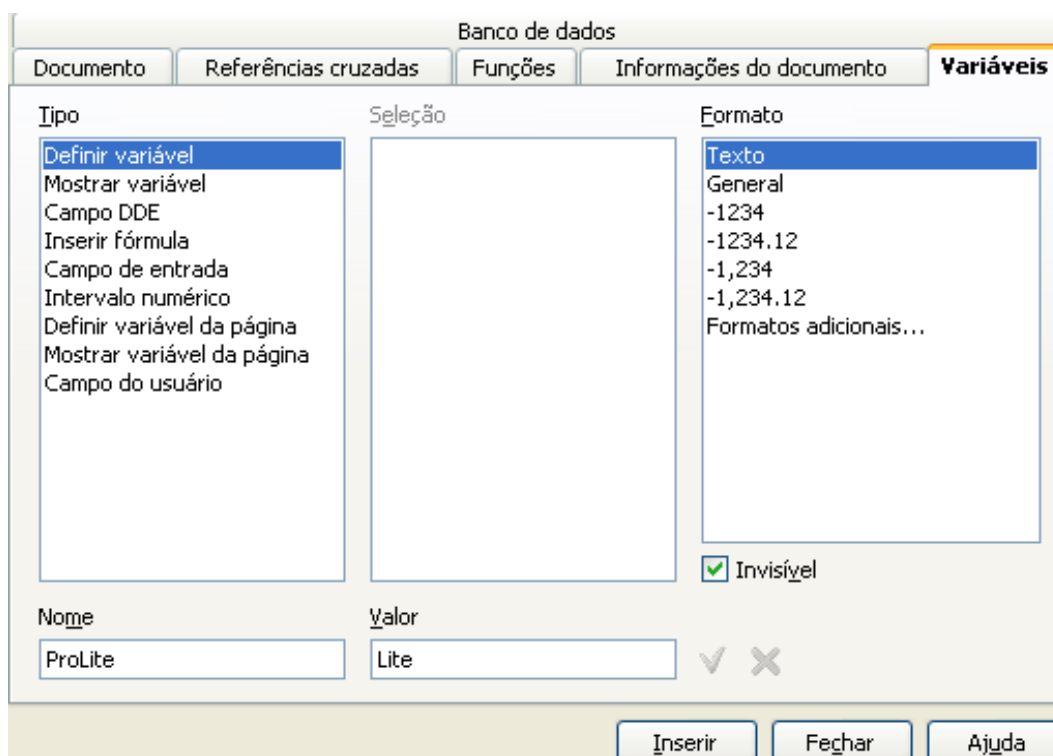 Banco de dados
Documento
Referências cruzadas
Funções
Informações do documento
Variáveis
Tipo
Seleção
Formato
Definir variável
Mostrar variável
Campo DDE
Inserir fórmula
Campo de entrada
Intervalo numérico
Definir variável da página
Mostrar variável da página
Campo do usuário
Texto
General
-1234
-1234.12
-1,234
-1,234.12
Formatos adicionais...
Invisível
Nome
Valor
ProLite
Lite
Inserir
Fechar
Ajuda